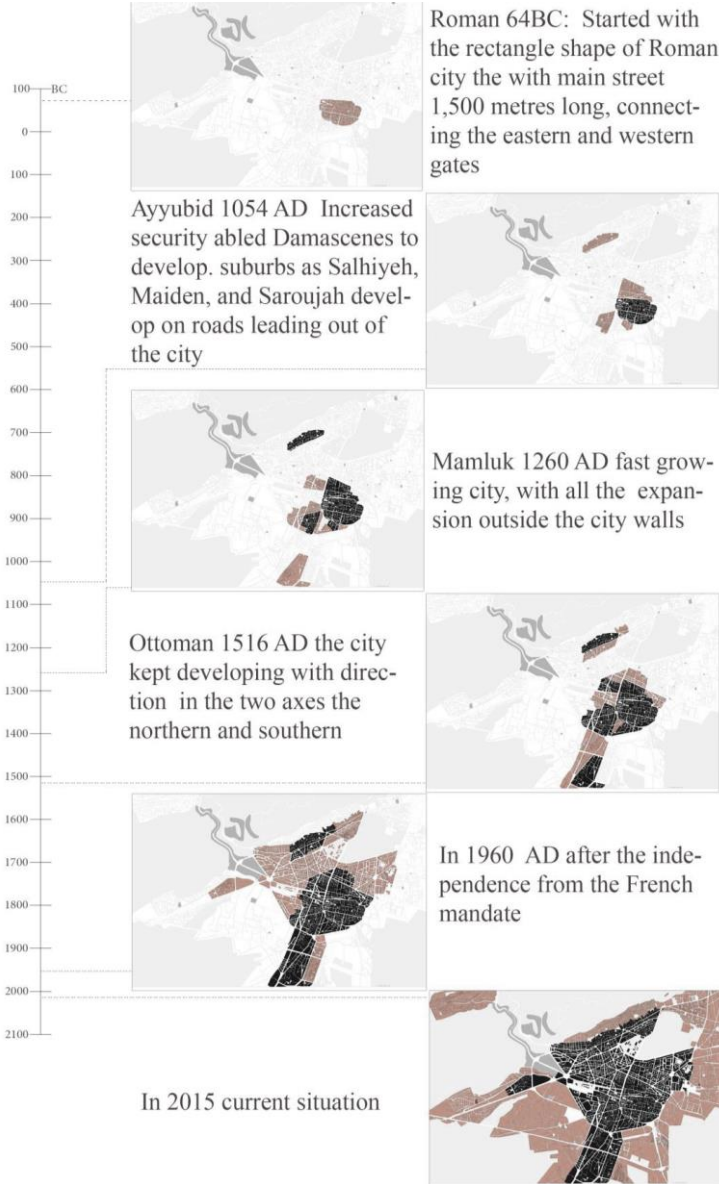 Roman 64BC: Started with
the rectangle shape of Roman
city the with main street
1,500 metres long, connect-
ing the eastern and western
gates
100 BC
0
100
200
300
400
500
600
700
800
900
1000
1100
1200
1300
1400
1500
1600
1700
1800
1900
2000
2100
Ayyubid 1054 AD Increased
security abled Damascenes to
develop. suburbs as Salhiyeh,
Maiden, and Saroujah devel-
op on roads leading out of
the city
Mamluk 1260 AD fast grow-
ing city, with all the expan-
sion outside the city walls
Ottoman 1516 AD the city
kept developing with direc-
tion in the two axes the
northern and southern
In 1960 AD after the inde-
pendence from the French
mandate
In 2015 current situation